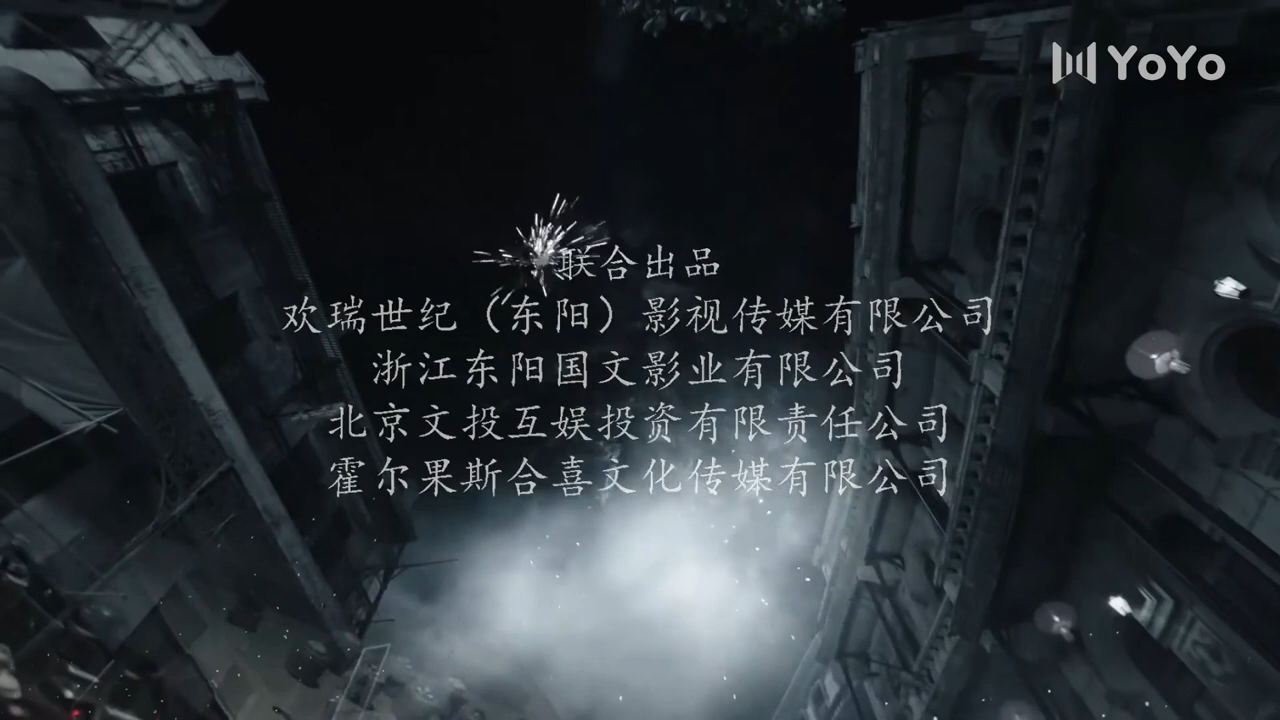 YoYo
联合出品
欢瑞世纪（东阳）影视传媒有限公司
浙江东阳国文影业有限公司
北京文投互娱投资有限责任公司
霍尔果斯合喜文化传媒有限公司